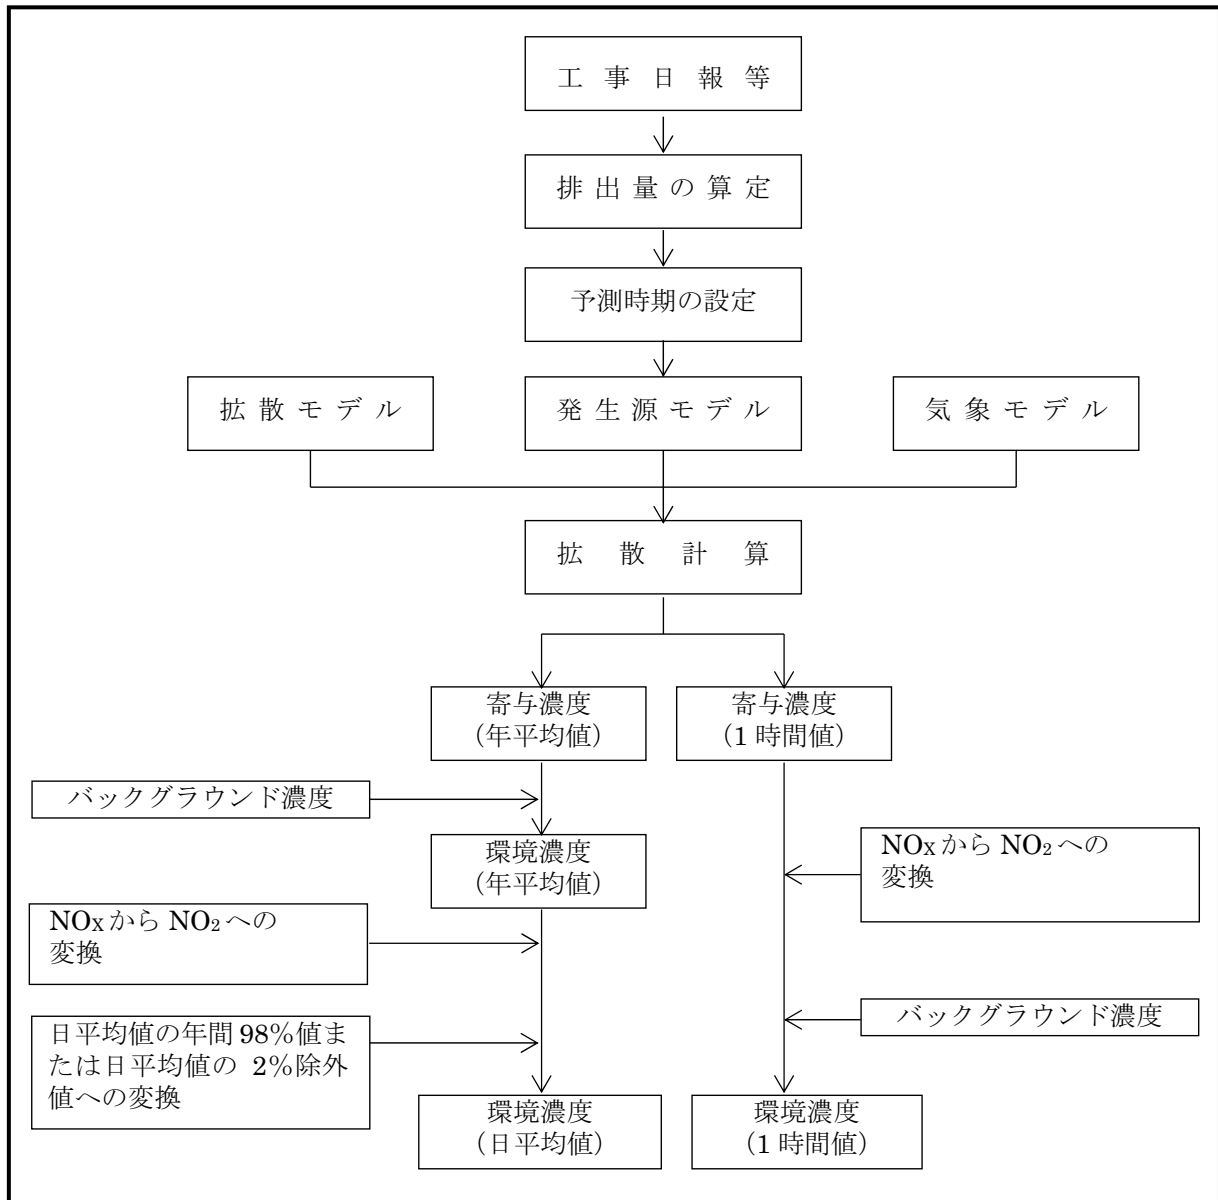 工事日報等
排出量の算定
予測時期の設定
拡散モデル
発生源モデル
気象モデル
拡散計算
寄与濃度
(年平均値)
寄与濃度
(1時間値)
バックグラウンド濃度
環境濃度
(年平均値)
NOxからNO₂への
変換
NOxからNO₂への
変換
バックグラウンド濃度
日平均値の年間98%値ま
たは日平均値の 2%除外
値への変換
環境濃度
(日平均値)
環境濃度
(1時間値)